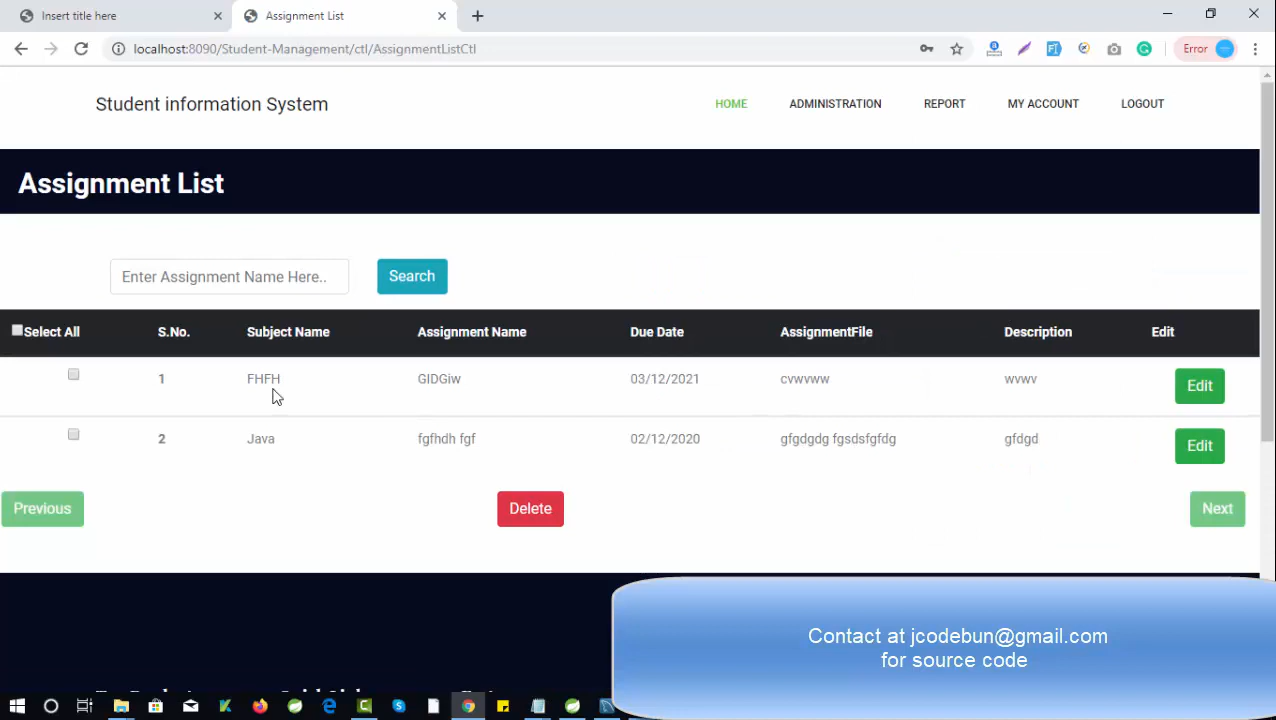 Insert title here
Assignment List
localhost:8090/Student-Management/ctl/AssignmentListCtl
Error
Student information System
HOME ADMINISTRATION REPORT MY ACCOUNT LOGOUT
Assignment List
Enter Assignment Name Here.. Search
Select All S.No. Subject Name Assignment Name Due Date AssignmentFile Description Edit
1 FHFH GIDGiw 03/12/2021 cvwvww wvwv Edit
2 Java fgfhdh fgf 02/12/2020 gfgdgdg fgsdsfgfdg gfdgd Edit
Previous Delete Next
Contact at jcodebun@gmail.com
for source code